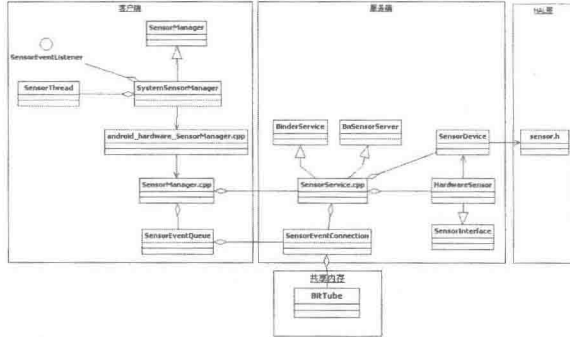 客户端
服务端
HAL层
SensorManager
SensorEventListener
SensorThread
SystemSensorManager
android_hardware_SensorManager.cpp
BinderService
BnSensorServer
SensorDevice
sensor.h
SensorManager.cpp
SensorService.cpp
HardwareSensor
SensorEventQueue
SensorEventConnection
SensorInterface
共享内存
BitTube